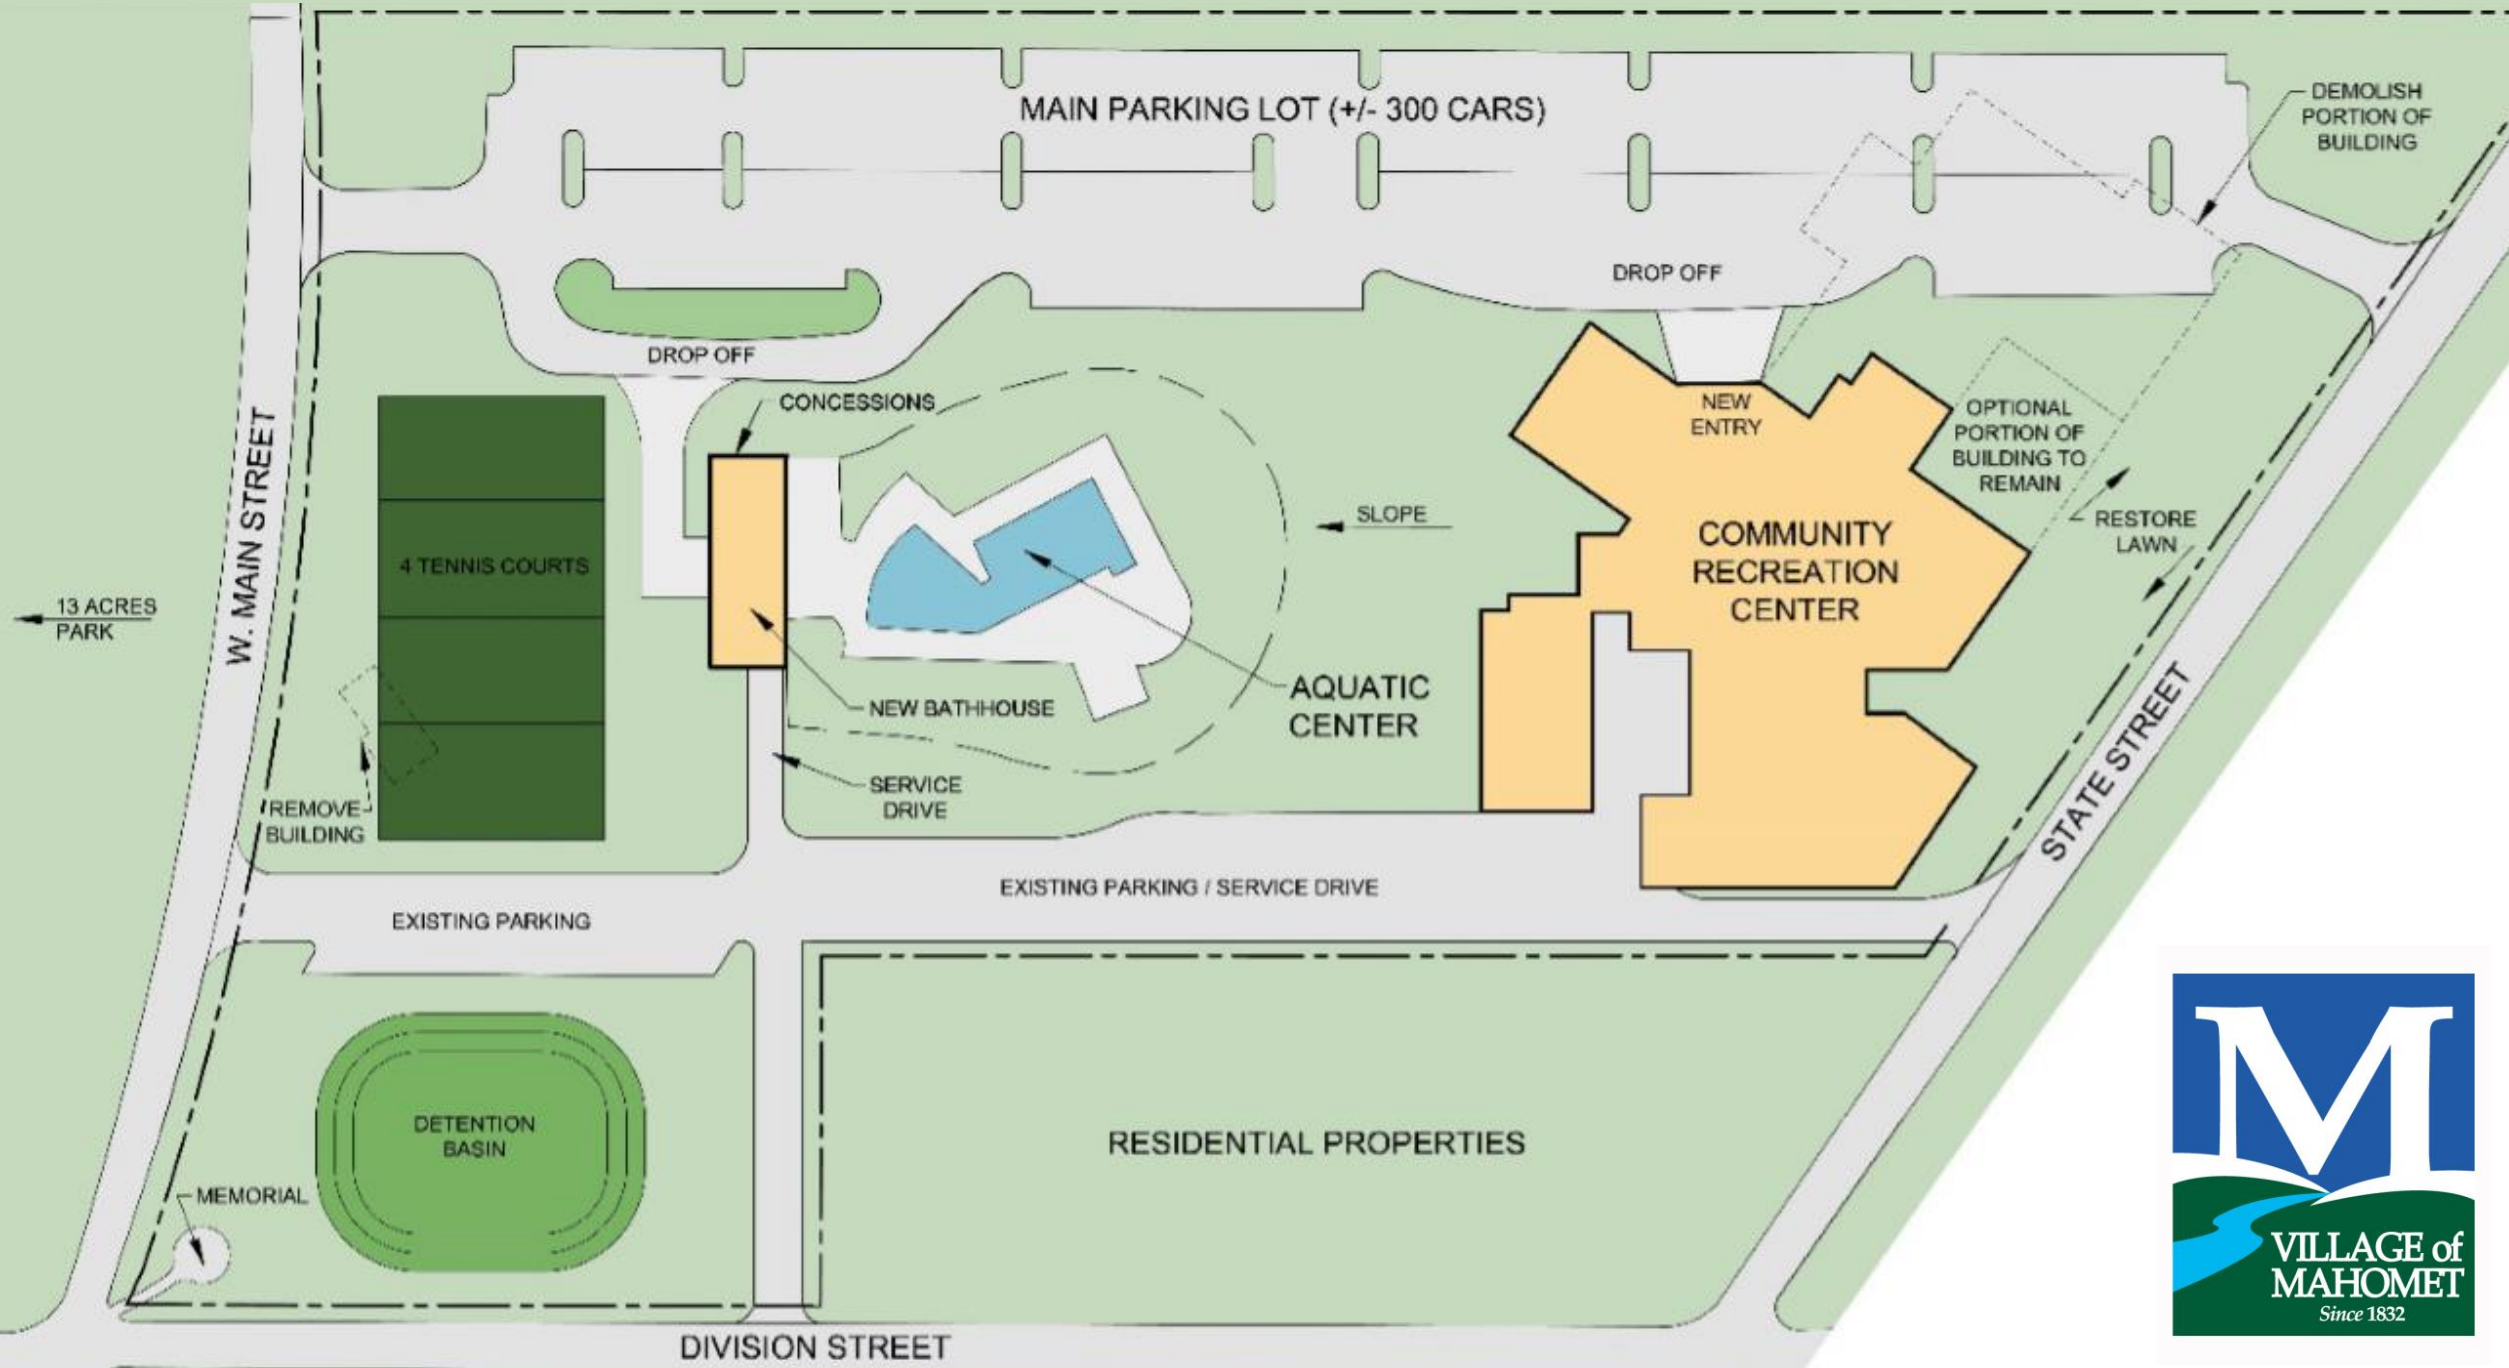 MAIN PARKING LOT (+/- 300 CARS)
DEMOLISH
PORTION OF
BUILDING
DROP OFF
DROP OFF
CONCESSIONS
NEW
ENTRY
OPTIONAL
PORTION OF
BUILDING TO
REMAIN
W. MAIN STREET
4 TENNIS COURTS
SLOPE
RESTORE
LAWN
COMMUNITY
RECREATION
CENTER
13 ACRES
PARK
AQUATIC
CENTER
NEW BATHHOUSE
SERVICE
DRIVE
REMOVE
BUILDING
STATE STREET
EXISTING PARKING / SERVICE DRIVE
EXISTING PARKING
DETENTION
BASIN
RESIDENTIAL PROPERTIES
MEMORIAL
DIVISION STREET
M
VILLAGE of
MAHOMET
Since 1832